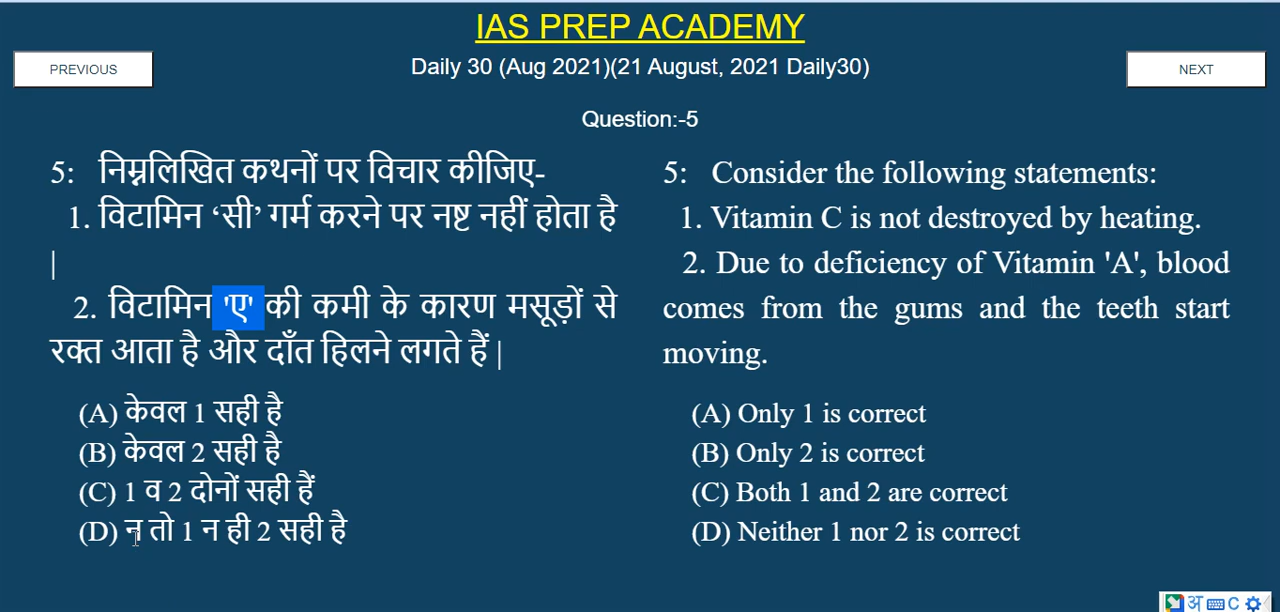 IAS PREP ACADEMY
PREVIOUS
Daily 30 (Aug 2021)(21 August, 2021 Daily30)
NEXT
Question:-5
5: निम्नलिखित कथनों पर विचार कीजिए-
1. विटामिन ‘सी’ गर्म करने पर नष्ट नहीं होता है
|
2. विटामिन 'ए' की कमी के कारण मसूड़ों से
रक्त आता है और दाँत हिलने लगते हैं |
(A) केवल 1 सही है
(B) केवल 2 सही है
(C) 1 व 2 दोनों सही हैं
(D) न तो 1 न ही 2 सही है
5: Consider the following statements:
1. Vitamin C is not destroyed by heating.
2. Due to deficiency of Vitamin 'A', blood
comes from the gums and the teeth start
moving.
(A) Only 1 is correct
(B) Only 2 is correct
(C) Both 1 and 2 are correct
(D) Neither 1 nor 2 is correct
अ C